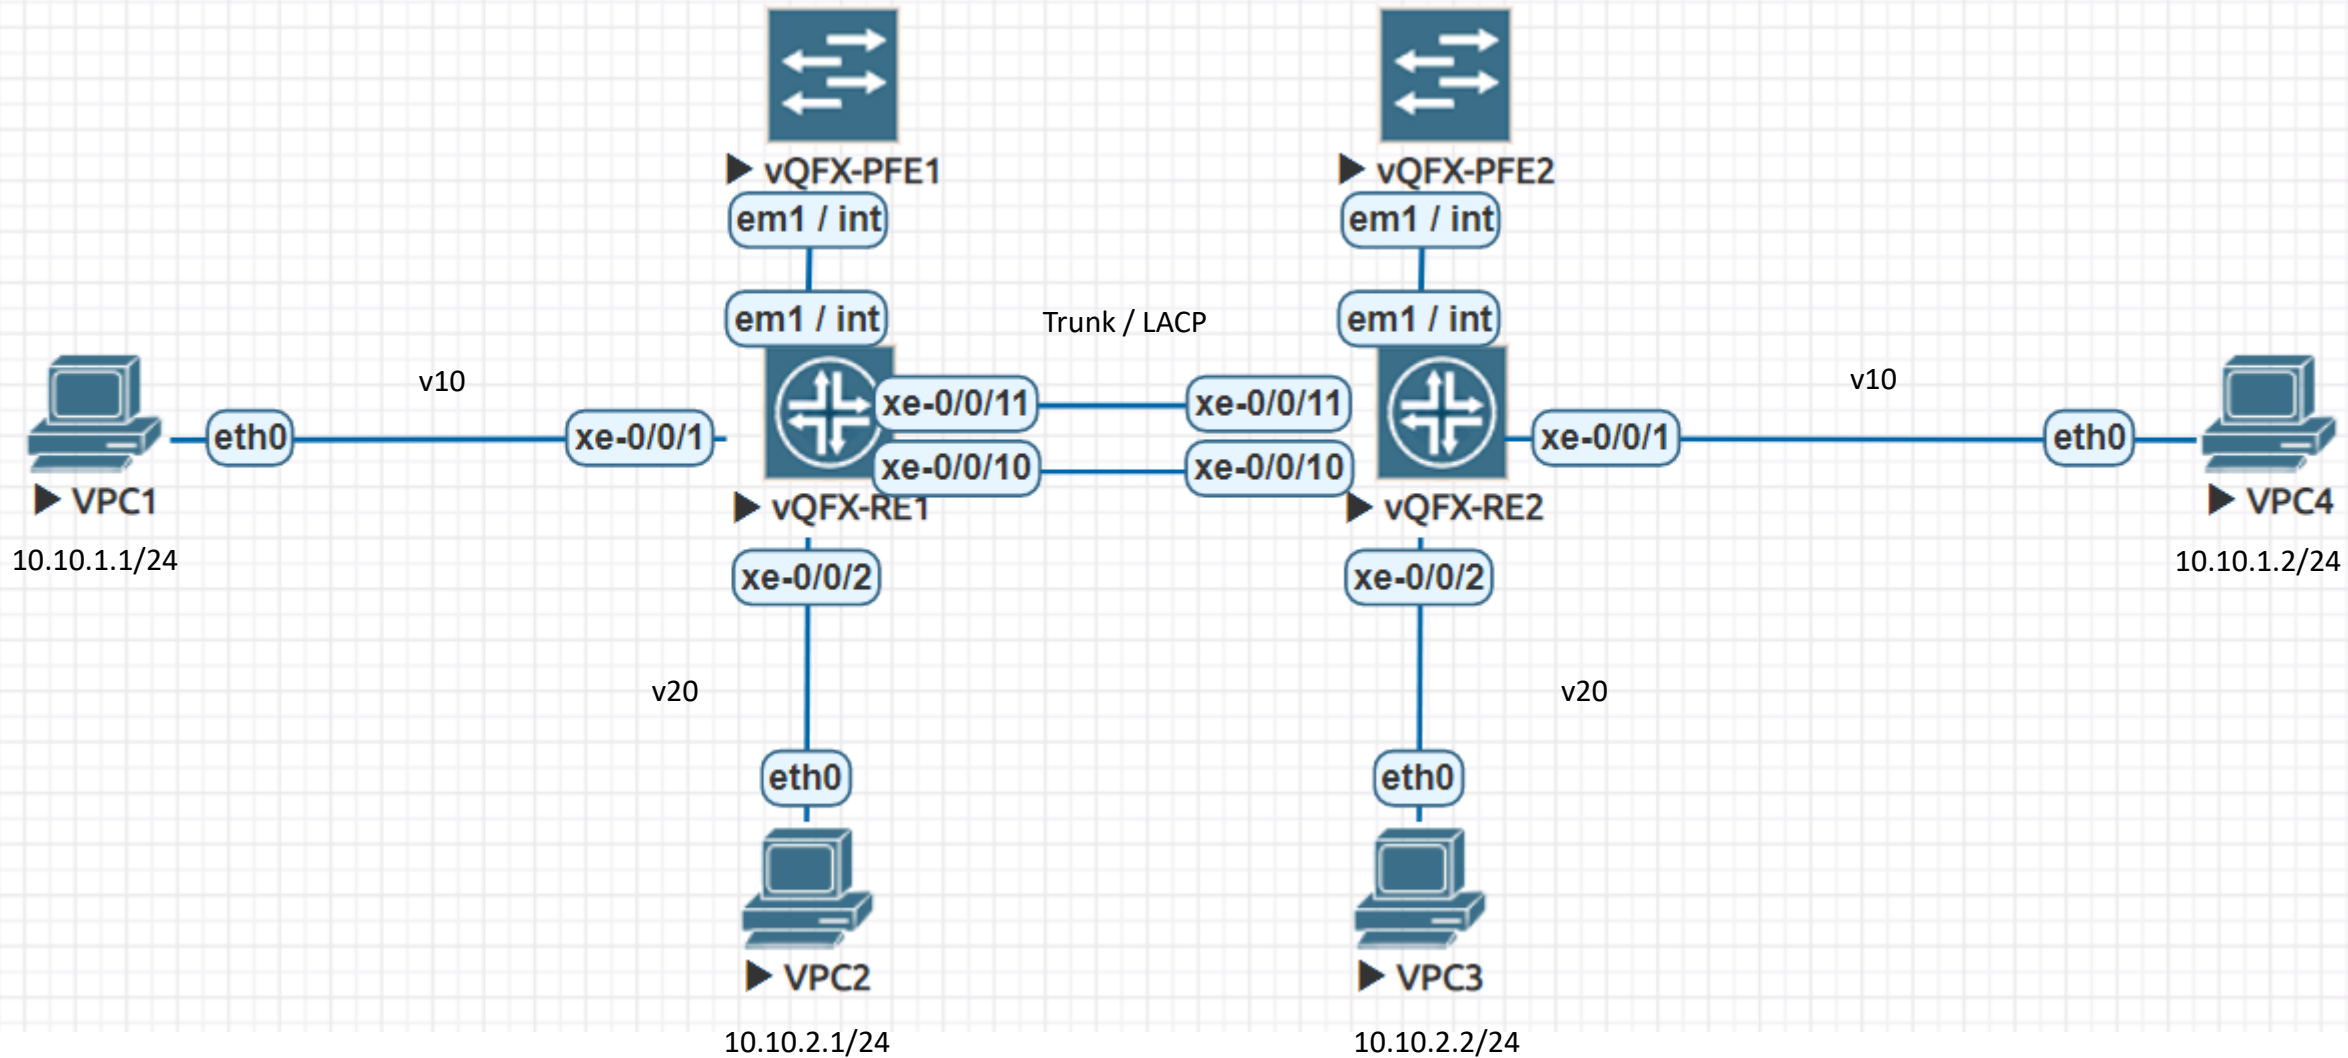 vQFX-PFE1
vQFX-PFE2
em1 / int
em1 / int
em1 / int
Trunk / LACP
em1 / int
v10
v10
xe-0/0/11
xe-0/0/11
eth0
xe-0/0/1
xe-0/0/1
eth0
xe-0/0/10
xe-0/0/10
VPC1
vQFX-RE1
vQFX-RE2
VPC4
10.10.1.1/24
10.10.1.2/24
xe-0/0/2
xe-0/0/2
v20
v20
eth0
eth0
VPC2
VPC3
10.10.2.1/24
10.10.2.2/24